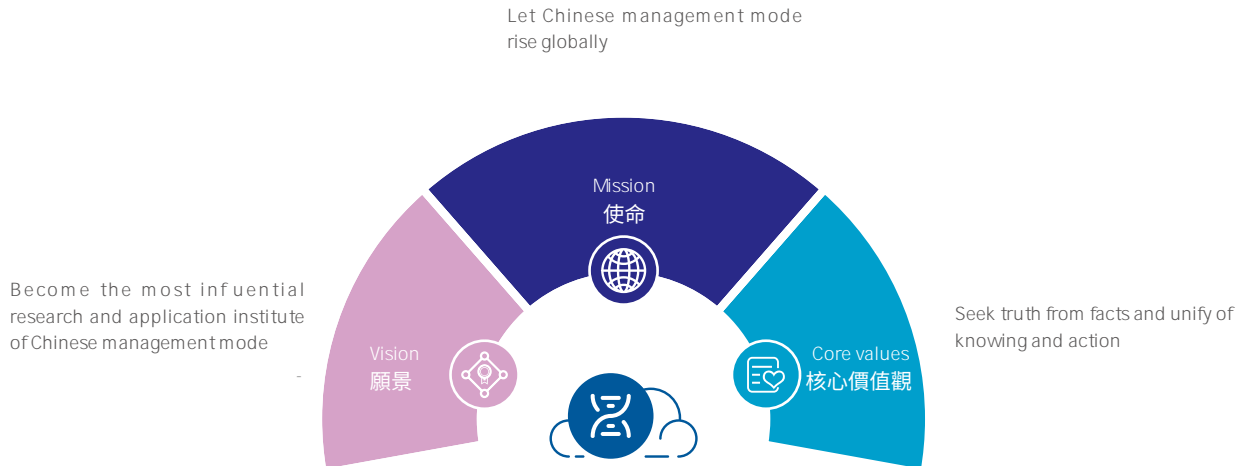 Let Chinese management mode
rise globally
Mission
使命
Become the most inf uential
research and application institute
of Chinese management mode
-
Vision
願景
Core values
核心價值觀
Seek truth from facts and unify of
knowing and action